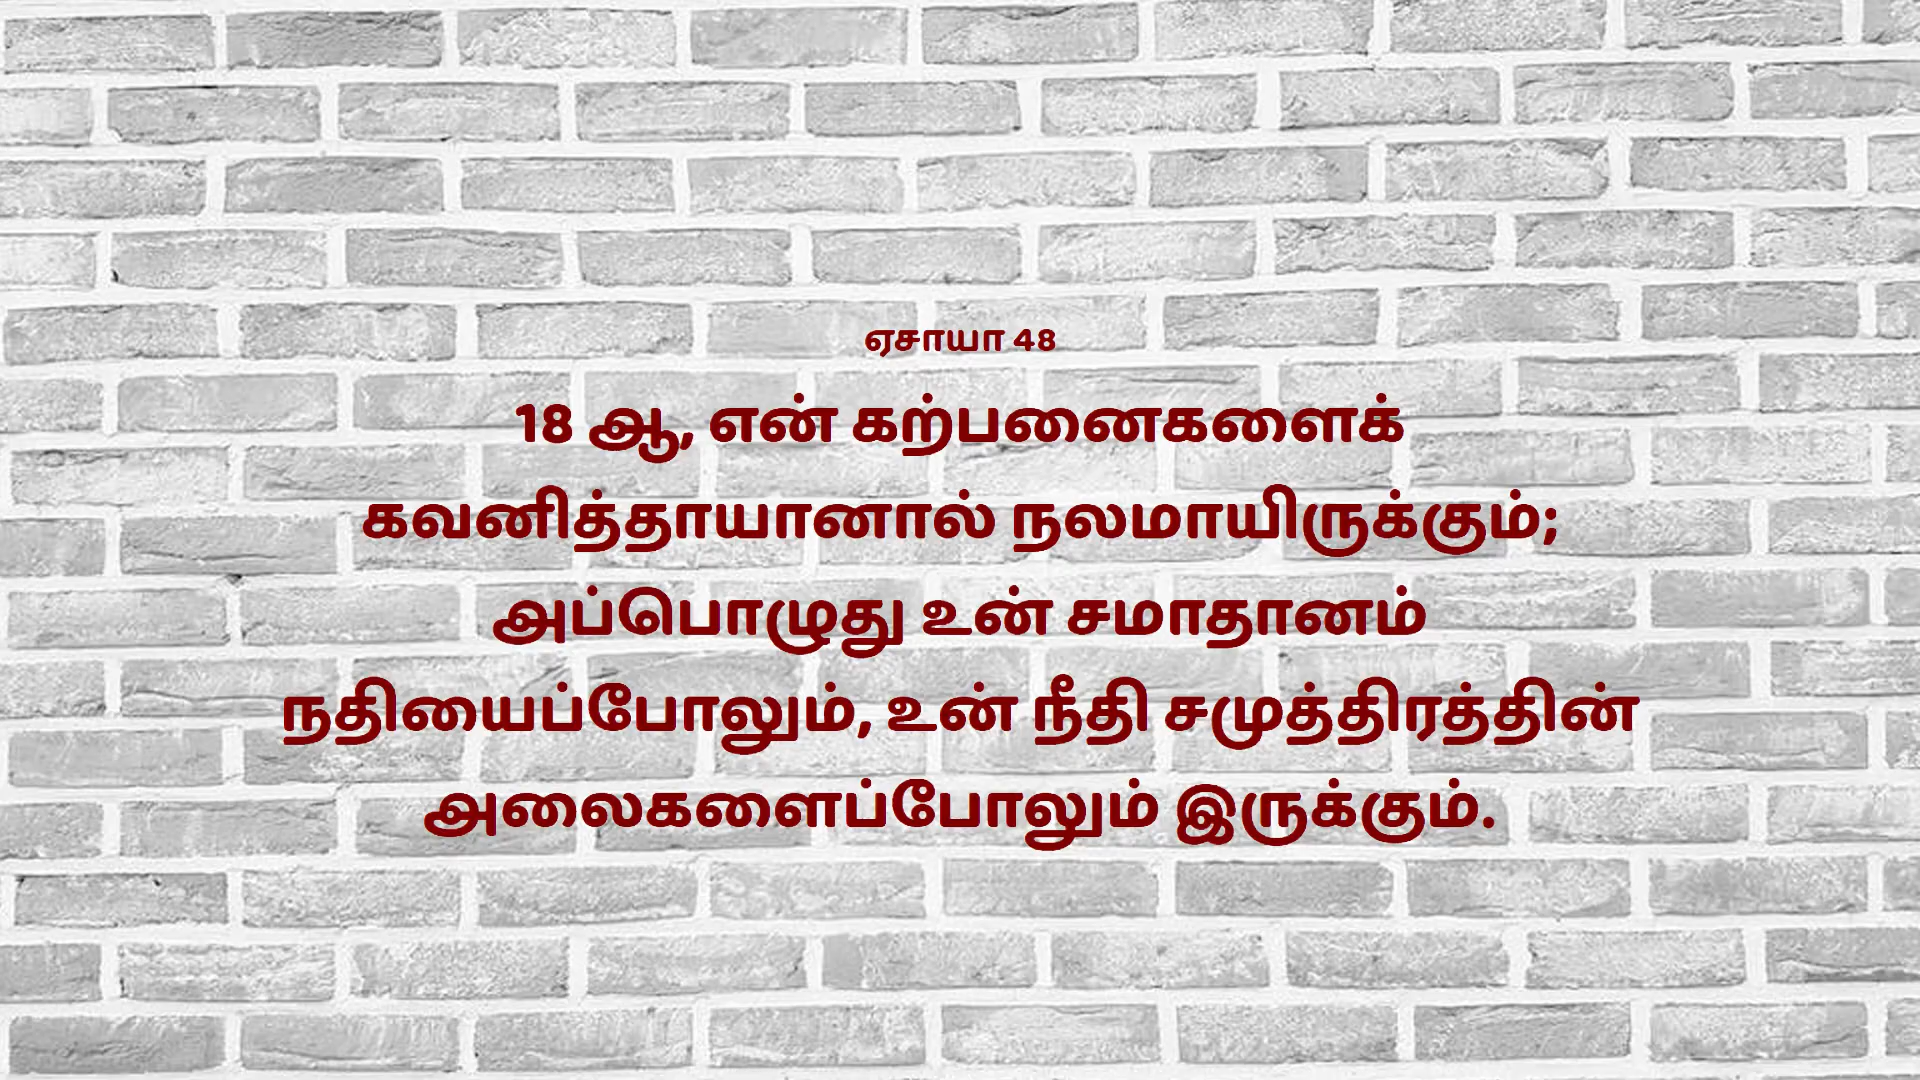 ஏசாயா 48
18 ஆ, என் கற்பனைகளைக்
கவனித்தாயானால் நலமாயிருக்கும்;
அப்பொழுது உன் சமாதானம்
நதியைப்போலும், உன் நீதி சமுத்திரத்தின்
அலைகளைப்போலும் இருக்கும்.